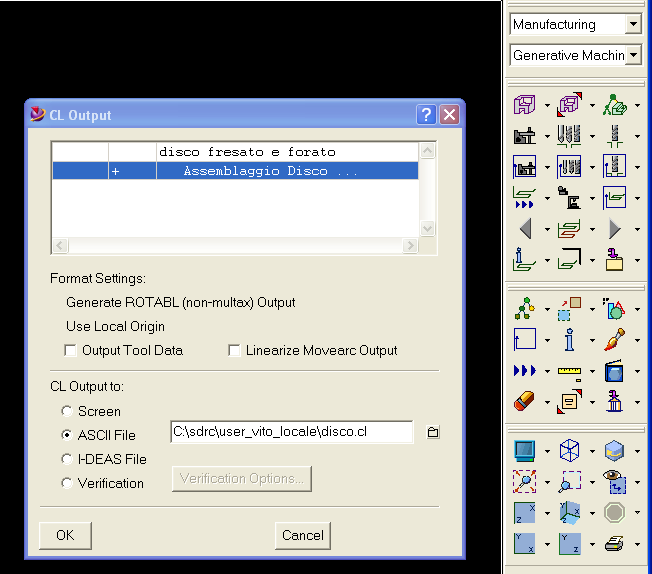 Manufacturing
Generative Machin
CL Output
disco fresato e forato
+ Assemblaggio Disco ...
Format Settings:
Generate ROTABL (non-multax) Output
Use Local Origin
Output Tool Data
Linearize Movearc Output
CL Output to:
Screen
ASCII File
C:\sdrc\user_vito_locale\disco.cl
I-DEAS File
Verification
Verification Options...
OK
Cancel